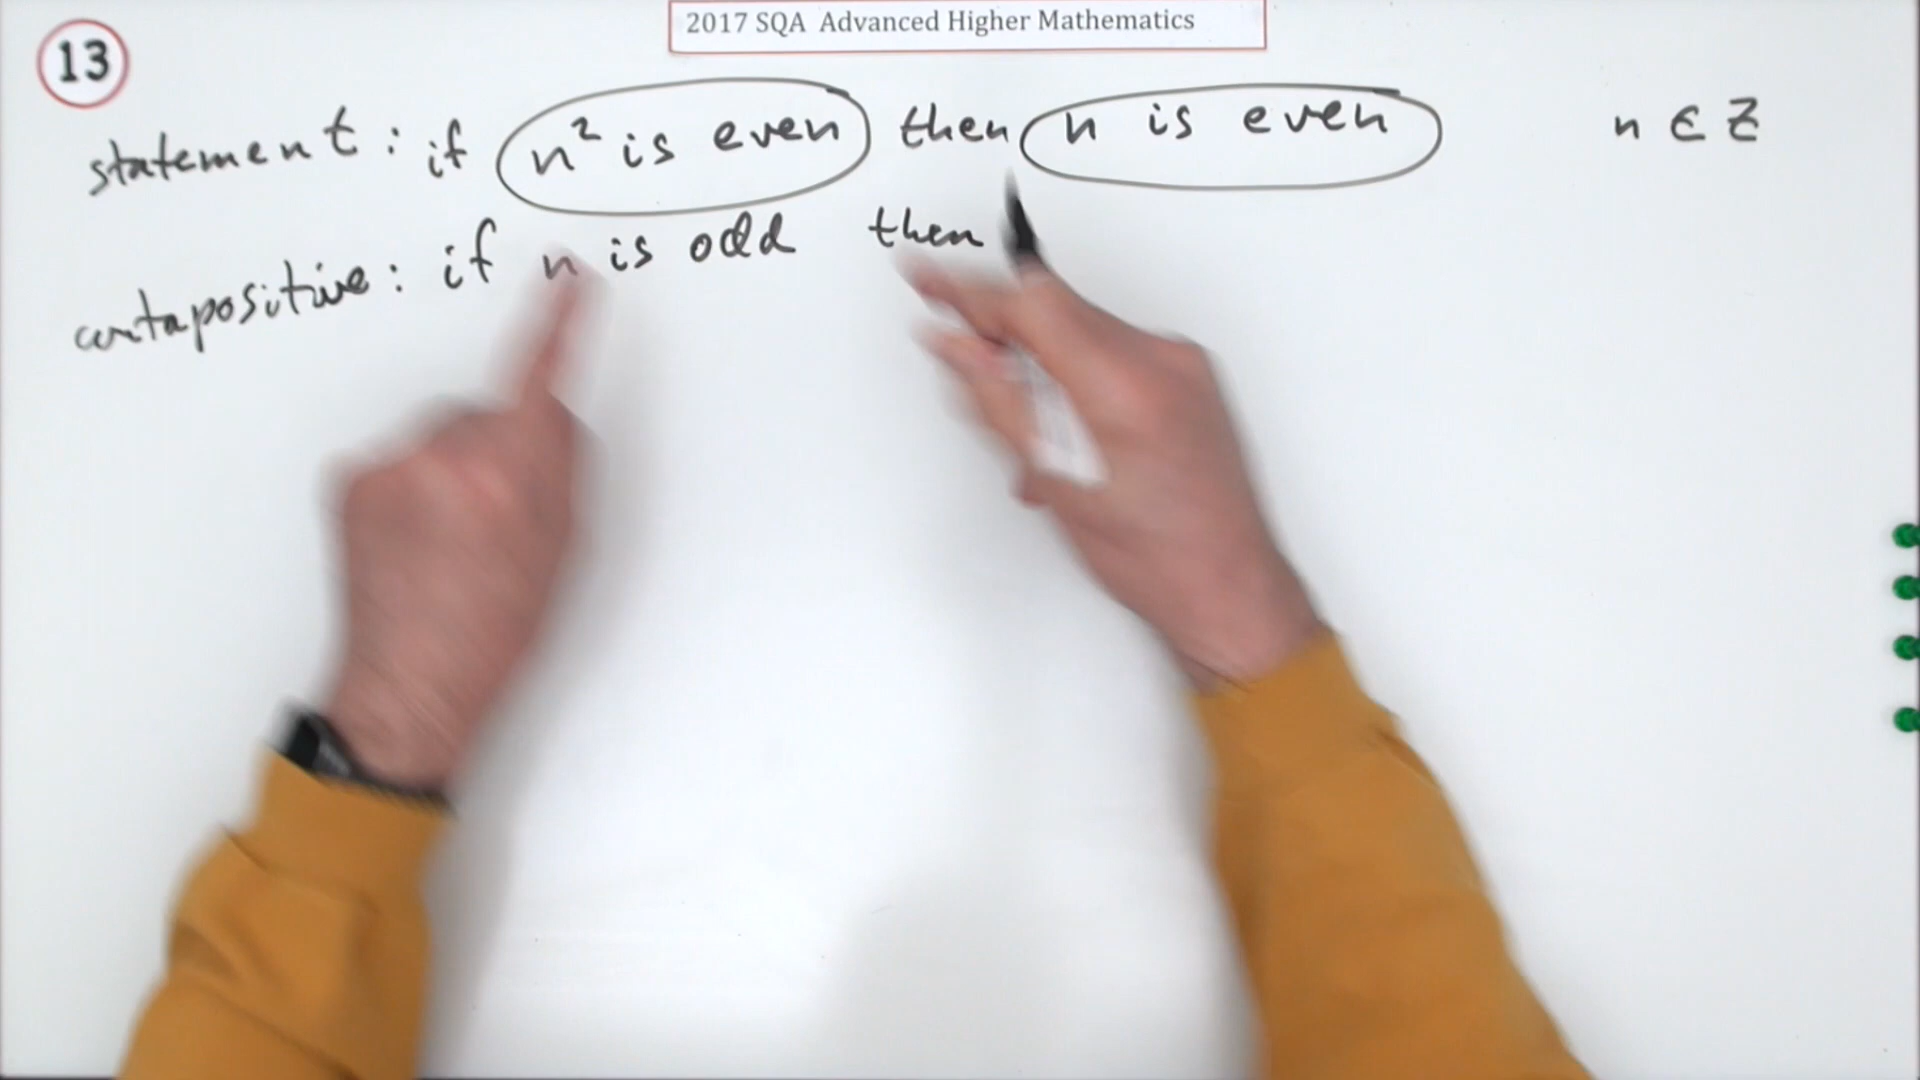 2017 SQA Advanced Higher Mathematics
13
statement: if n² is even then n is even n ∈ Z
contapositive: if n is odd then